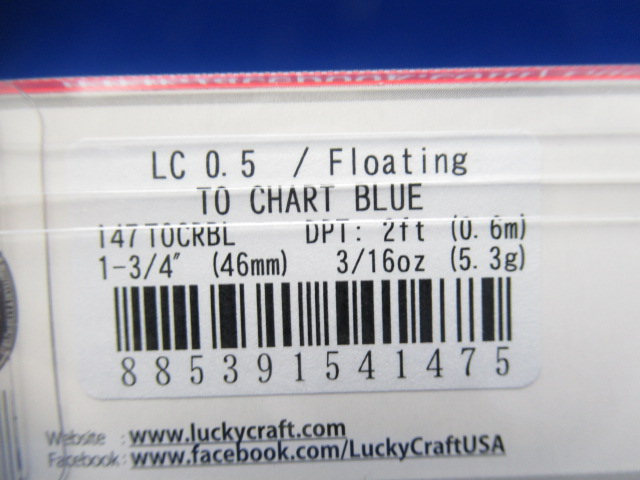 LC 0.5 / Floating
TO CHART BLUE
147TOCRBL DPT: 2ft (0.6m)
1-3/4" (46mm) 3/16oz (5.3g)
885391541475
Website : www.luckycraft.com
Facebook: www.facebook.com/LuckyCraftUSA